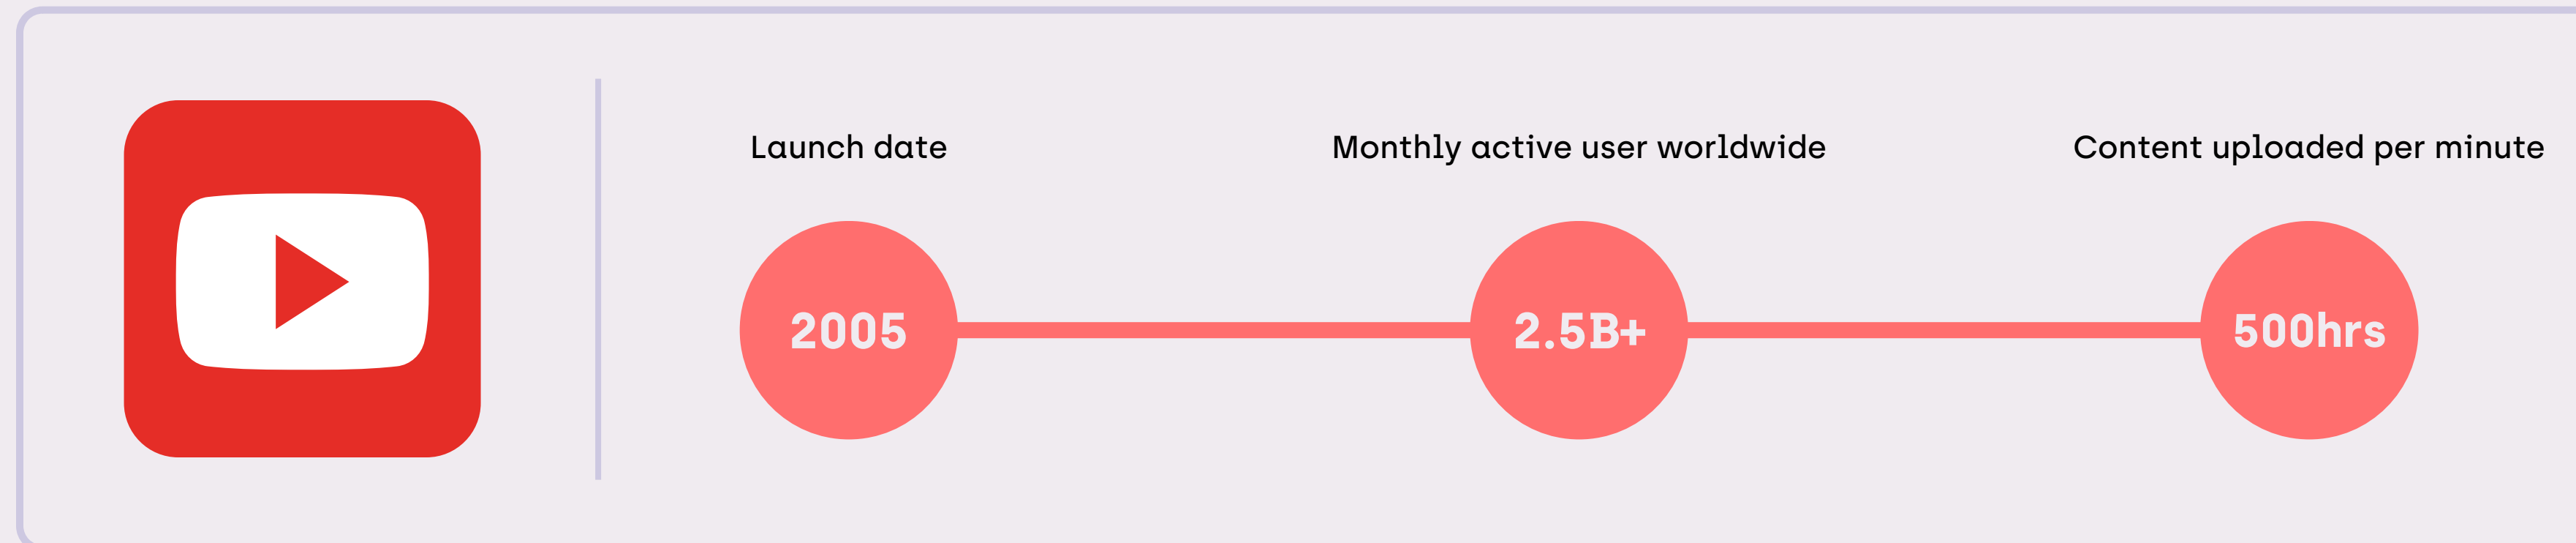 Launch date
Monthly active user worldwide
Content uploaded per minute
2005
2.5B+
500hrs